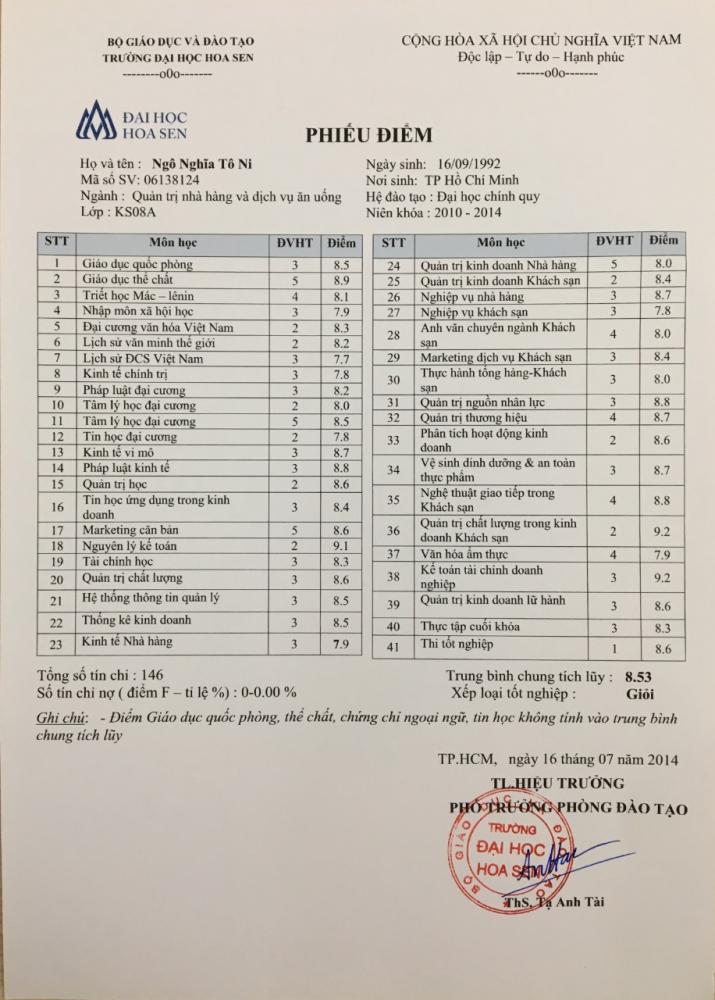 BỘ GIÁO DỤC VÀ ĐÀO TẠO
TRƯỜNG ĐẠI HỌC HOA SEN
--------o0o-------
CỘNG HÒA XÃ HỘI CHỦ NGHĨA VIỆT NAM
Độc lập – Tự do – Hạnh phúc
------o0o-------
ĐẠI HỌC
HOA SEN
PHIẾU ĐIỂM
Họ và tên : Ngô Nghĩa Tô Ni
Mã số SV: 06138124
Ngành : Quản trị nhà hàng và dịch vụ ăn uống
Lớp : KS08A
Ngày sinh: 16/09/1992
Nơi sinh: TP Hồ Chí Minh
Hệ đào tạo : Đại học chính quy
Niên khóa : 2010 - 2014
STT Môn học ĐVHT Điểm
1 Giáo dục quốc phòng 3 8.5
2 Giáo dục thể chất 5 8.9
3 Triết học Mác – lênin 4 8.1
4 Nhập môn xã hội học 3 7.9
5 Đại cương văn hóa Việt Nam 2 8.3
6 Lịch sử văn minh thế giới 2 8.2
7 Lịch sử ĐCS Việt Nam 3 7.7
8 Kinh tế chính trị 3 7.8
9 Pháp luật đại cương 3 8.2
10 Tâm lý học đại cương 2 8.0
11 Tâm lý học đại cương 5 8.5
12 Tin học đại cương 2 7.8
13 Kinh tế vi mô 3 8.7
14 Pháp luật kinh tế 3 8.8
15 Quản trị học 2 8.6
16 Tin học ứng dụng trong kinh
doanh 3 8.4
17 Marketing căn bản 5 8.6
18 Nguyên lý kế toán 2 9.1
19 Tài chính học 3 8.3
20 Quản trị chất lượng 3 8.6
21 Hệ thống thông tin quản lý 3 8.5
22 Thống kê kinh doanh 3 8.5
23 Kinh tế Nhà hàng 3 7.9
STT Môn học ĐVHT Điểm
24 Quản trị kinh doanh Nhà hàng 5 8.0
25 Quản trị kinh doanh Khách sạn 2 8.4
26 Nghiệp vụ nhà hàng 3 8.7
27 Nghiệp vụ khách sạn 3 7.8
28 Anh văn chuyên ngành Khách
sạn 4 8.0
29 Marketing dịch vụ Khách sạn 3 8.4
30 Thực hành tổng hàng-Khách
sạn 3 8.0
31 Quản trị nguồn nhân lực 3 8.8
32 Quản trị thương hiệu 4 8.7
33 Phân tích hoạt động kinh
doanh 2 8.6
34 Vệ sinh dinh dưỡng & an toàn
thực phẩm 3 8.7
35 Nghệ thuật giao tiếp trong
Khách sạn 4 8.8
36 Quản trị chất lượng trong kinh
doanh Khách sạn 2 9.2
37 Văn hóa ẩm thực 4 7.9
38 Kế toán tài chính doanh
nghiệp 3 9.2
39 Quản trị kinh doanh lữ hành 3 8.6
40 Thực tập cuối khóa 3 8.3
41 Thi tốt nghiệp 1 8.6
Tổng số tín chỉ : 146
Số tín chỉ nợ ( điểm F – tỉ lệ %) : 0-0.00 %
Trung bình chung tích lũy : 8.53
Xếp loại tốt nghiệp : Giỏi
Ghi chú: - Điểm Giáo dục quốc phòng, thể chất, chứng chỉ ngoại ngữ, tin học không tính vào trung bình
chung tích lũy
TP.HCM, ngày 16 tháng 07 năm 2014
TL.HIỆU TRƯỞNG
PHÓ TRƯỞNG PHÒNG ĐÀO TẠO
BỘ GIÁO DỤC VÀ ĐÀO TẠO
TRƯỜNG
ĐẠI HỌC
HOA SEN
ThS. Tạ Anh Tài